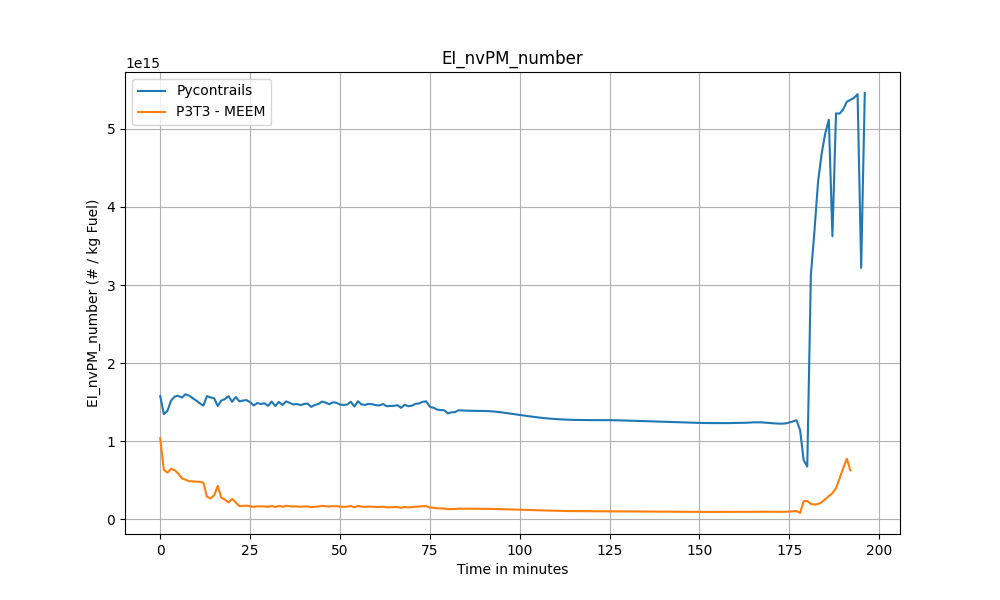 EI_nvPM_number
1e15
Pycontrails
P3T3 - MEEM
5
4
3
2
1
0
EI_nvPM_number (# / kg Fuel)
0 25 50 75 100 125 150 175 200
Time in minutes